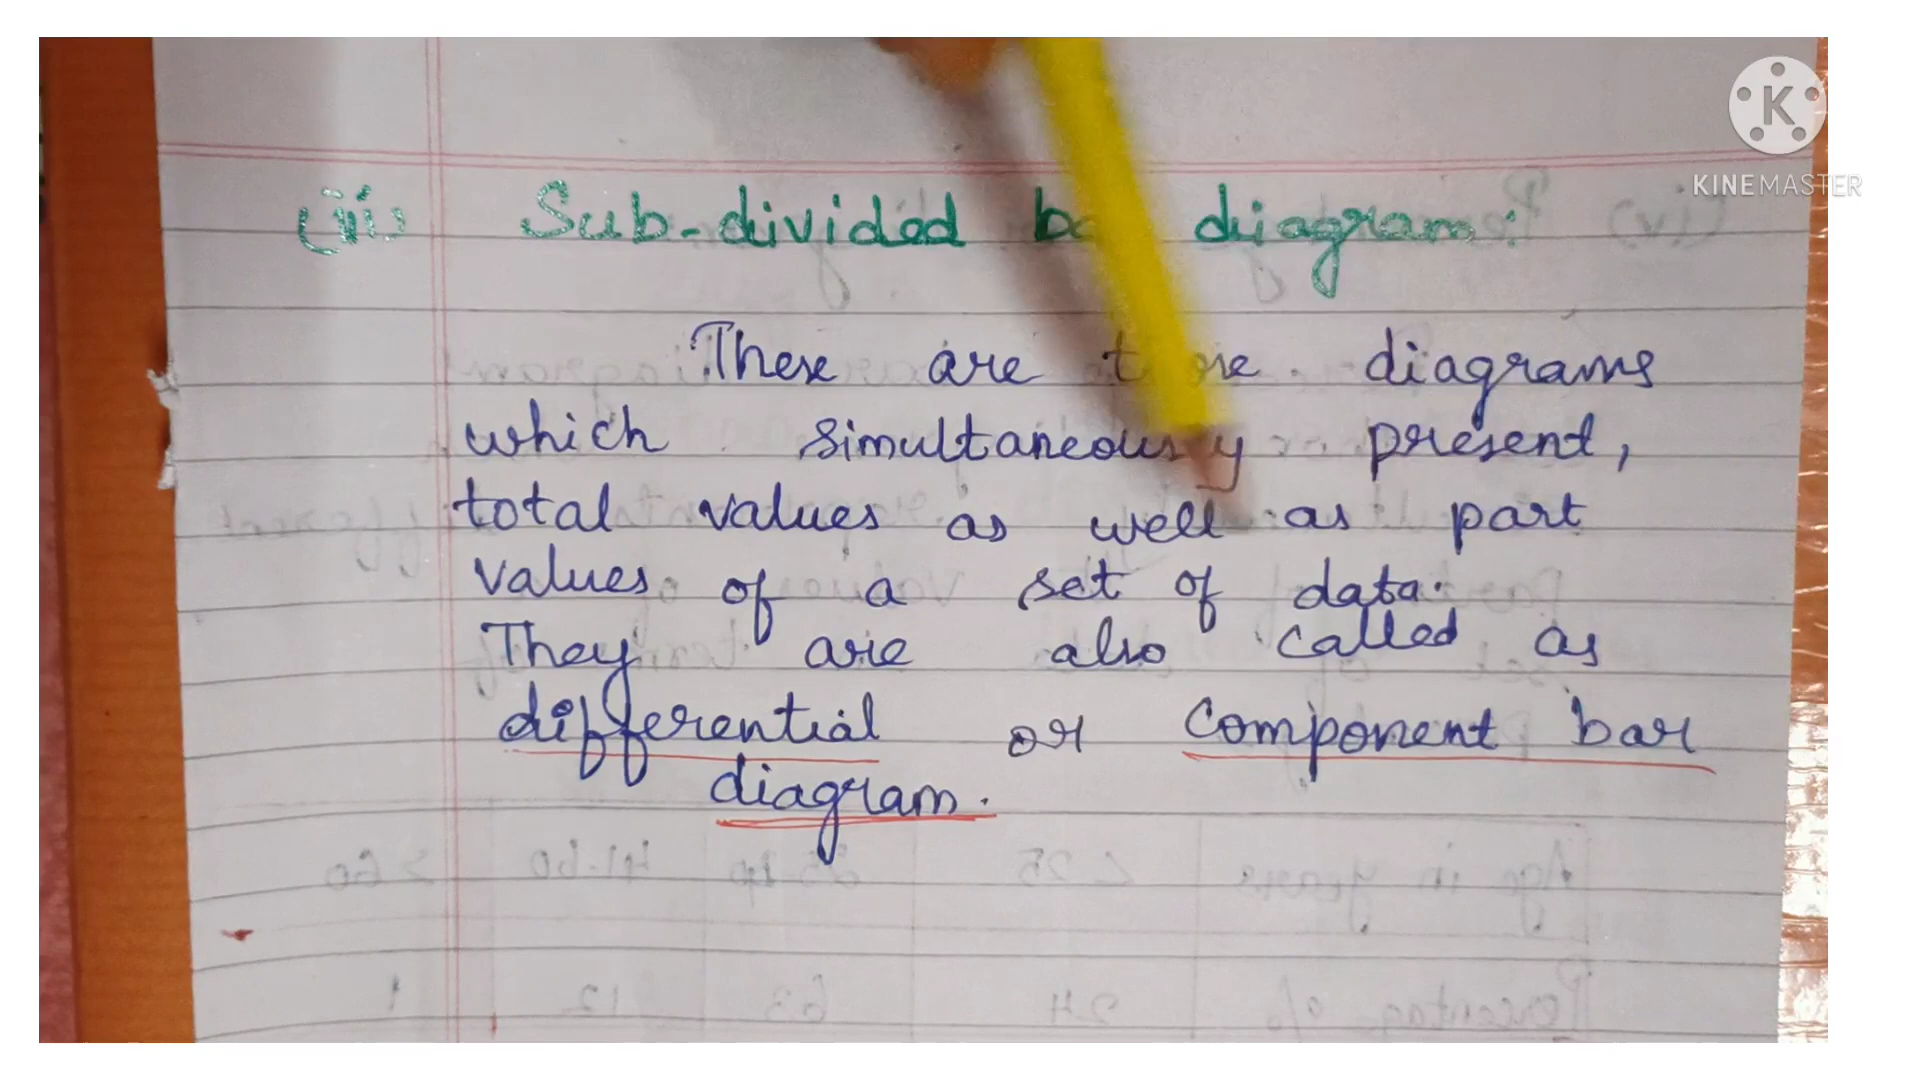 KINEMASTER
(iii) Sub-divided diagram:
These are diagrams
which simultaneously present,
total values as well as part
values of a set of data.
They are also called as
differential or component bar
diagram.